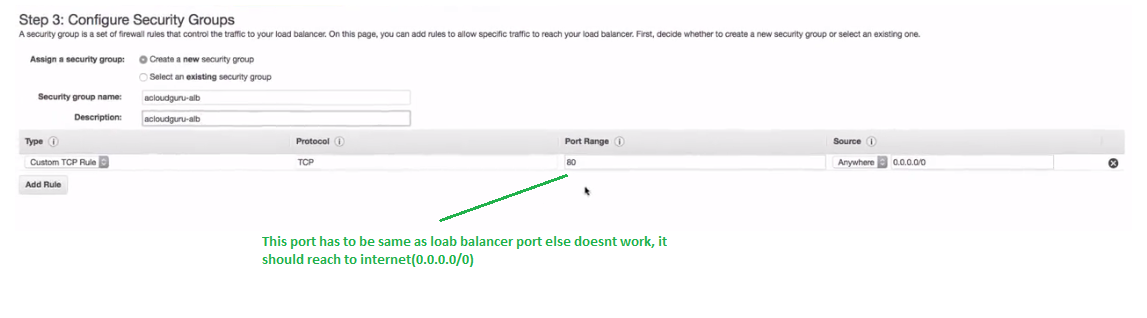 Step 3: Configure Security Groups
A security group is a set of firewall rules that control the traffic to your load balancer. On this page, you can add rules to allow specific traffic to reach your load balancer. First, decide whether to create a new security group or select an existing one.
Assign a security group: Create a new security group
Select an existing security group
Security group name: acloudguru-alb
Description: acloudguru-alb
Type i Protocol i Port Range i Source i
Custom TCP Rule TCP 80 Anywhere 0.0.0.0/0
Add Rule
This port has to be same as loab balancer port else doesnt work, it
should reach to internet(0.0.0.0/0)